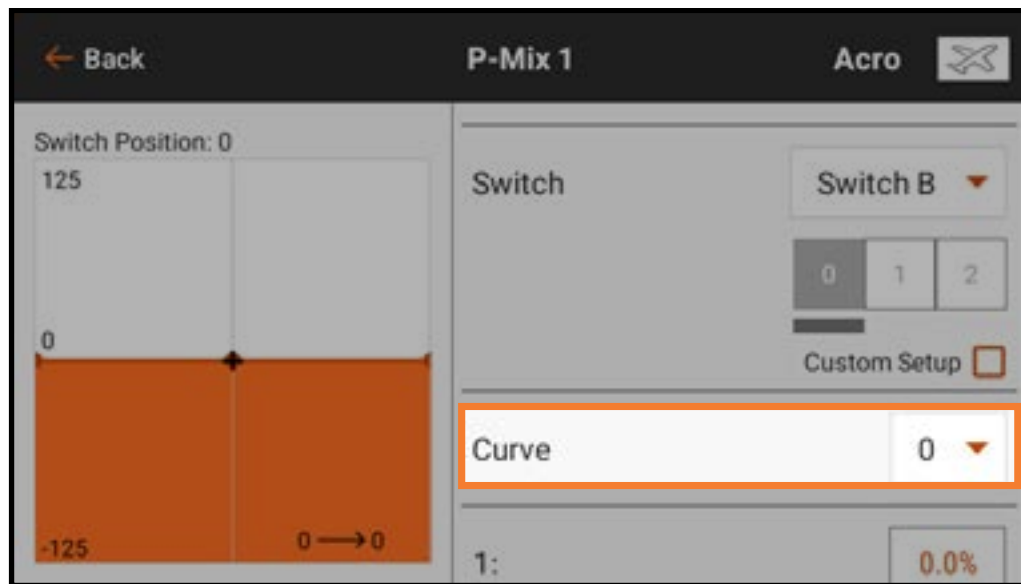 ← Back
P-Mix 1
Acro
Switch Position: 0
125
0
-125
0 → 0
Switch
Switch B
0 1 2
Custom Setup
Curve
0
1:
0.0%